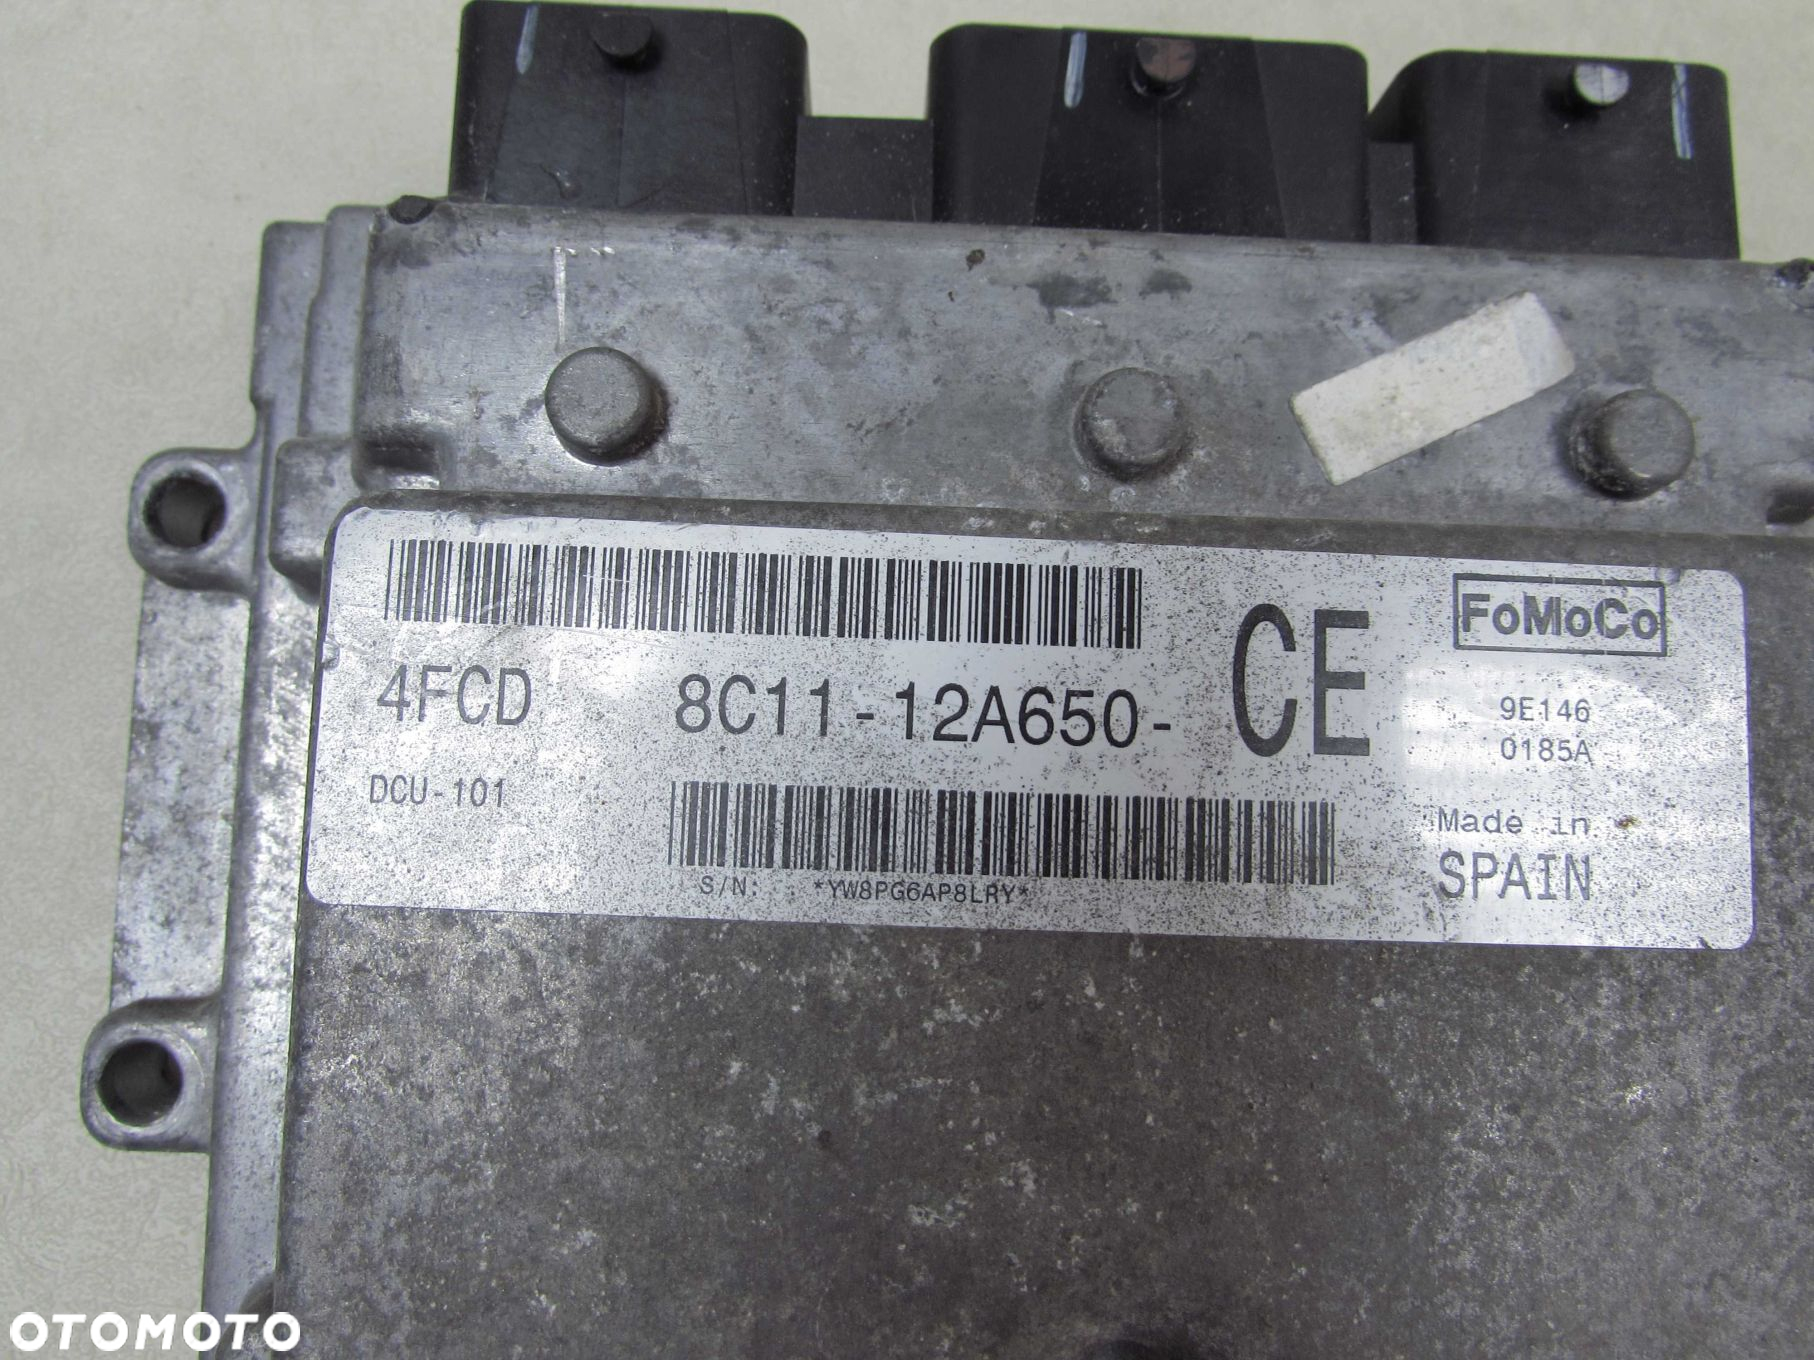 FoMoCo
4FCD 8C11-12A650-CE
9E146
0185A
DCU-101
Made in
SPAIN
S/N: *YW8PG6AP8LRY*
OTOMOTO